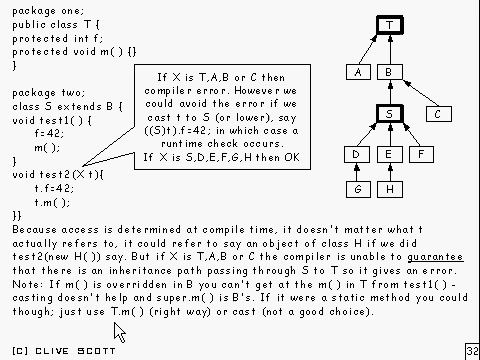 package one;
public class T {
protected int f;
protected void m( ) {}
}
package two;
class S extends B {
void test1( ) {
f=42;
m( );
}
void test2(X t){
t.f=42;
t.m( );
}}
If X is T,A,B or C then
compiler error. However we
could avoid the error if we
cast t to S (or lower), say
((S)t).f=42; in which case a
runtime check occurs.
If X is S,D,E,F,G,H then OK
T
A
B
S
C
D
E
F
G
H
Because access is determined at compile time, it doesn't matter what t
actually refers to, it could refer to say an object of class H if we did
test2(new H( )) say. But if X is T,A,B or C the compiler is unable to guarantee
that there is an inheritance path passing through S to T so it gives an error.
Note: If m( ) is overridden in B you can't get at the m( ) in T from test1( ) -
casting doesn't help and super.m( ) is B's. If it were a static method you could
though; just use T.m( ) (right way) or cast (not a good choice).
(C) CLIVE SCOTT
32